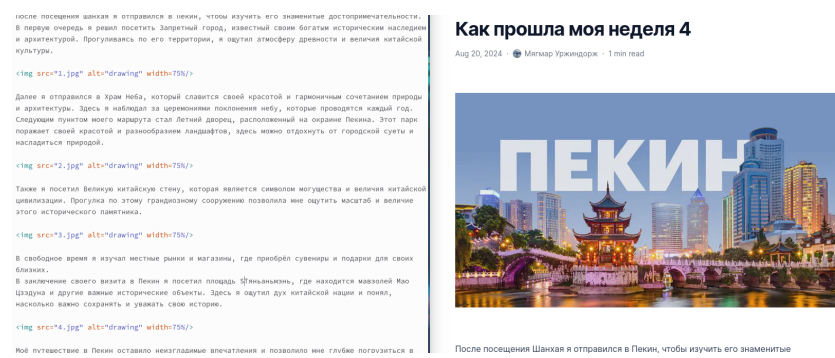 После посещения Шанхая я отправился в Пекин, чтобы изучить его знаменитые достопримечательности.
В первую очередь я решил посетить Запретный город, известный своим богатым историческим наследием
и архитектурой. Прогуливаясь по его территории, я ощутил атмосферу древности и величия китайской
культуры.
<img src="1.jpg" alt="drawing" width=75%/>
Далее я отправился в Храм Неба, который славится своей красотой и гармоничным сочетанием природы
и архитектуры. Здесь я наблюдал за церемониями поклонения небу, которые проводятся каждый год.
Следующим пунктом моего маршрута стал Летний дворец, расположенный на окраине Пекина. Этот парк
поражает своей красотой и разнообразием ландшафтов, здесь можно отдохнуть от городской суеты и
насладиться природой.
<img src="2.jpg" alt="drawing" width=75%/>
Также я посетил Великую китайскую стену, которая является символом могущества и величия китайской
цивилизации. Прогулка по этому грандиозному сооружению позволила мне ощутить масштаб и величие
этого исторического памятника.
<img src="3.jpg" alt="drawing" width=75%/>
В свободное время я изучал местные рынки и магазины, где приобрёл сувениры и подарки для своих
близких.
В заключение своего визита в Пекин я посетил площадь SТяньаньмэнь, где находится мавзолей Мао
Цзэдуна и другие важные исторические объекты. Здесь я ощутил дух китайской нации и понял,
насколько важно сохранять и уважать свою историю.
<img src="4.jpg" alt="drawing" width=75%/>
Моё путешествие в Пекин оставило неизгладимые впечатления и позволило мне глубже погрузиться в
Как прошла моя неделя 4
Aug 20, 2024 · Мягмар Уржиндорж · 1 min read
ПЕКИН
После посещения Шанхая я отправился в Пекин, чтобы изучить его знаменитые